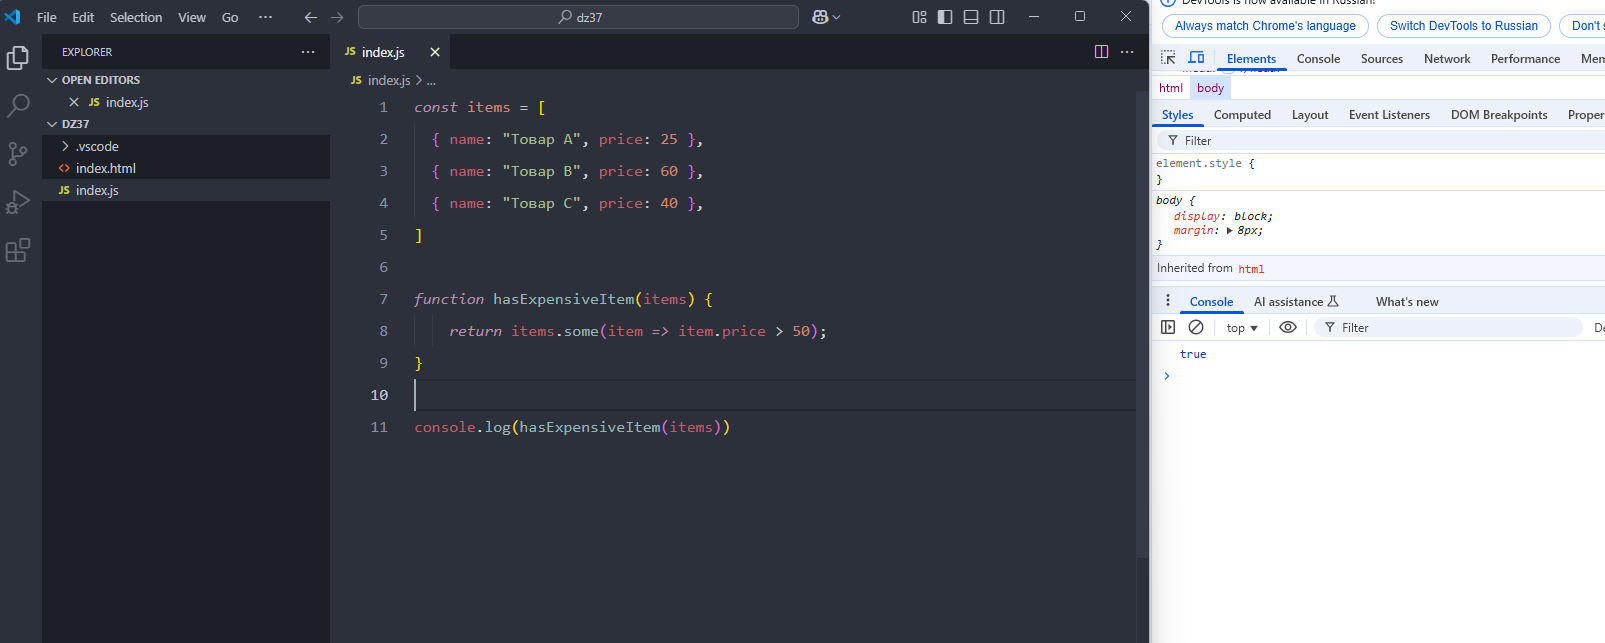 File Edit Selection View Go ··· dz37
EXPLORER ···
OPEN EDITORS
JS index.js
DZ37
.vscode
index.html
JS index.js
JS index.js
JS index.js > ...
1 const items = [
2 { name: "Товар A", price: 25 },
3 { name: "Товар B", price: 60 },
4 { name: "Товар C", price: 40 },
5 ]
6
7 function hasExpensiveItem(items) {
8 return items.some(item => item.price > 50);
9 }
10
11 console.log(hasExpensiveItem(items))
DevTools is now available in Russian!
Always match Chrome's language Switch DevTools to Russian Don't
Elements Console Sources Network Performance Mem
html body
Styles Computed Layout Event Listeners DOM Breakpoints Proper
Filter
element.style {
}
body {
display: block;
margin: 8px;
}
Inherited from html
Console AI assistance What's new
top Filter De
true